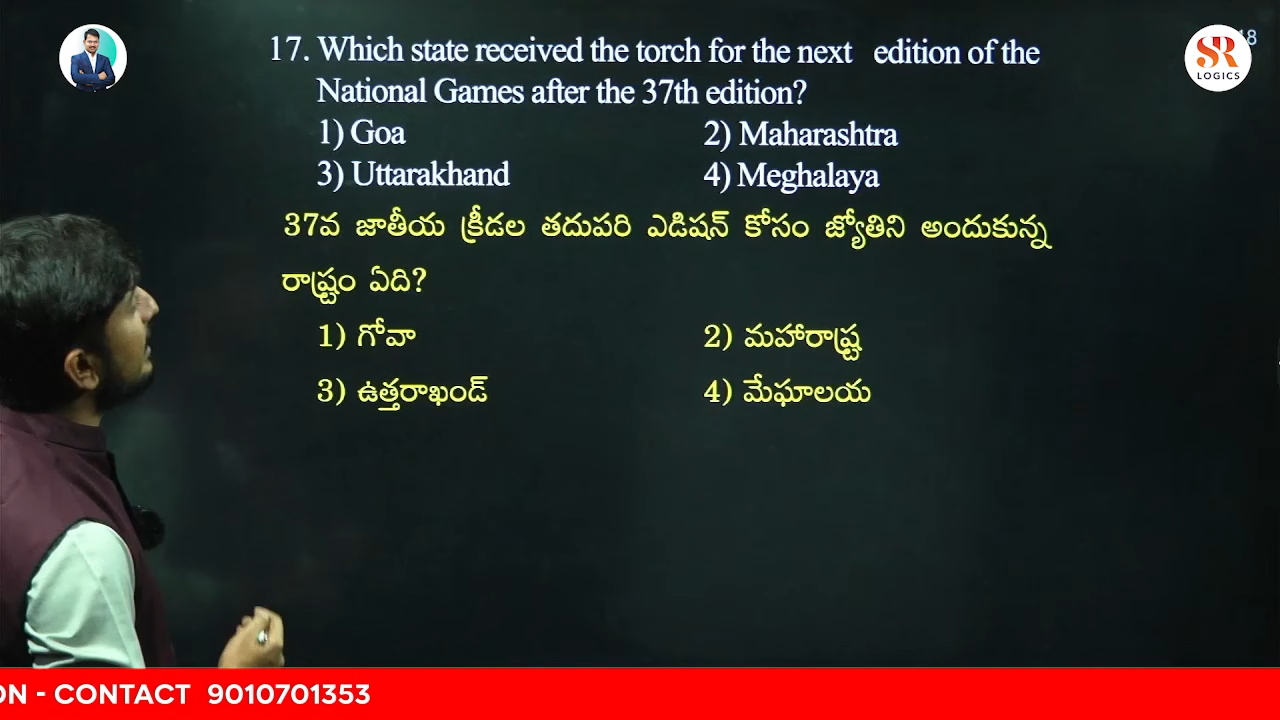 17. Which state received the torch for the next edition of the
National Games after the 37th edition?
1) Goa 2) Maharashtra
3) Uttarakhand 4) Meghalaya
37వ జాతీయ క్రీడల తదుపరి ఎడిషన్ కోసం జ్యోతిని అందుకున్న
రాష్ట్రం ఏది?
1) గోవా 2) మహారాష్ట్ర
3) ఉత్తరాఖండ్ 4) మేఘాలయ
SR
LOGICS
ON - CONTACT 9010701353